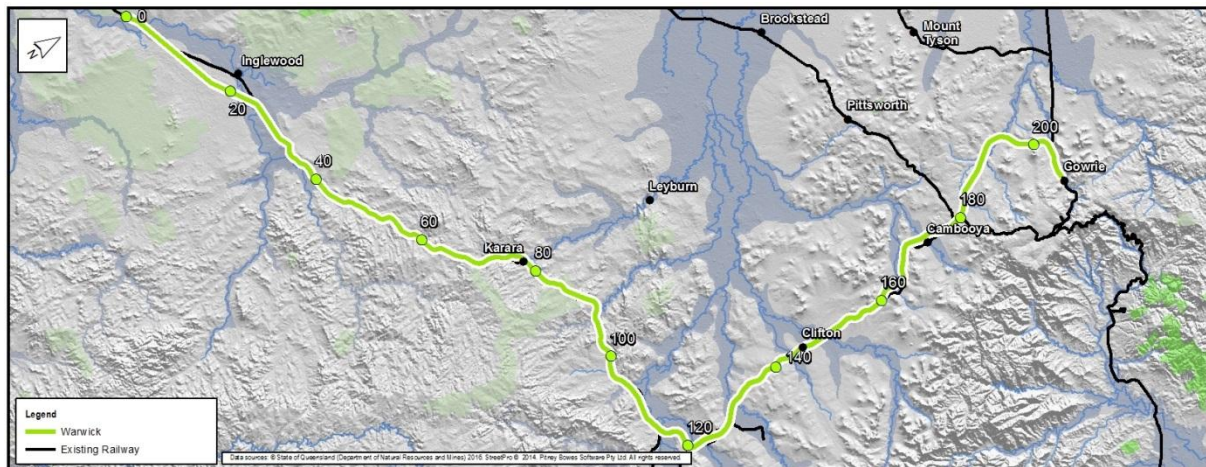 0
Brookstead
Mount
Tyson
N
Inglewood
20
Pittsworth
200
Gowrie
40
Leyburn
180
60
Cambooya
Karara
80
160
Clifton
100
140
120
Legend
Warwick
Existing Railway
Data sources: © State of Queensland (Department of Natural Resources and Mines) 2016. StreetPro © 2014. Pitney Bowes Software Pty Ltd. All rights reserved.